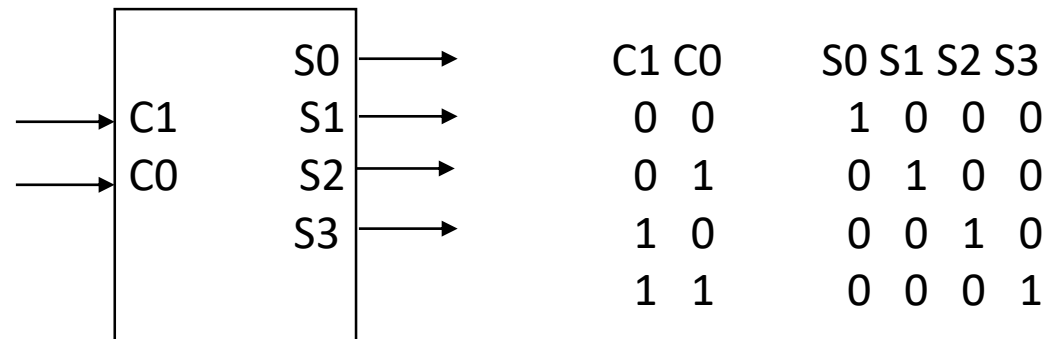 S0 C1 C0 S0 S1 S2 S3
C1 S1 0 0 1 0 0 0
C0 S2 0 1 0 1 0 0
S3 1 0 0 0 1 0
1 1 0 0 0 1